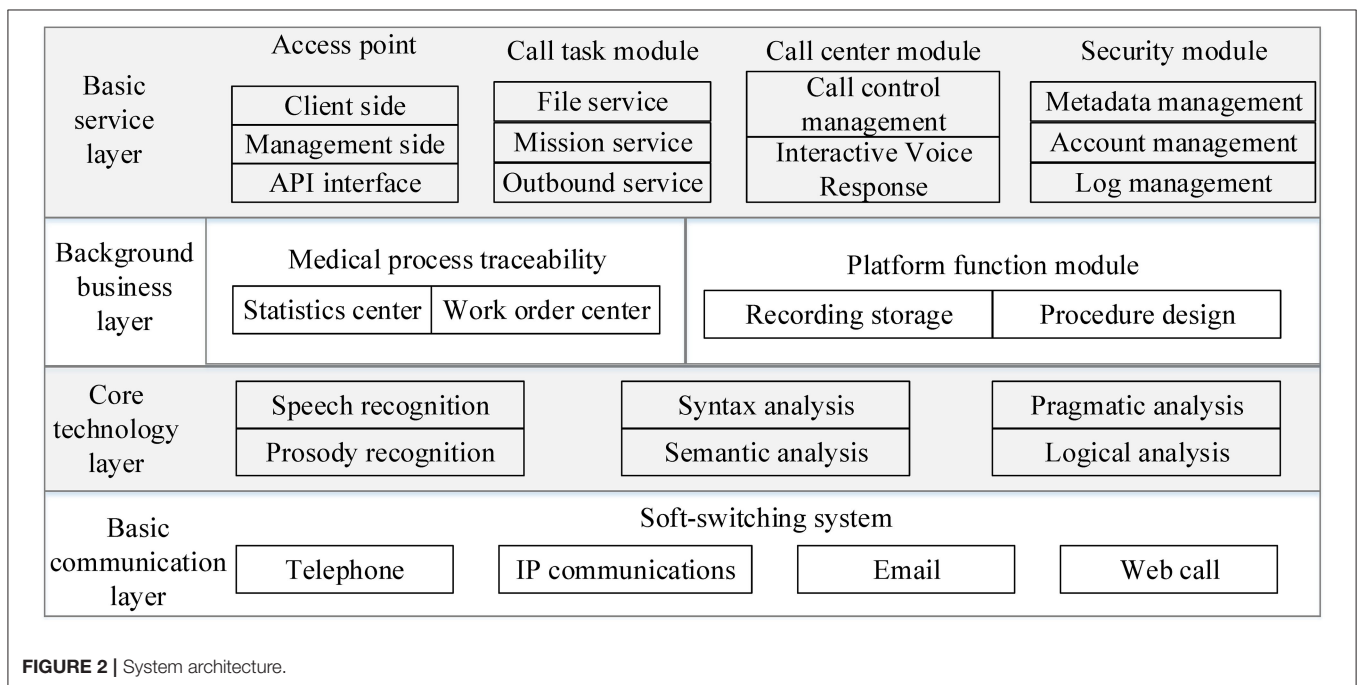 Basic
service
layer
Access point
Client side
Management side
API interface
Call task module
File service
Mission service
Outbound service
Call center module
Call control
management
Interactive Voice
Response
Security module
Metadata management
Account management
Log management
Background
business
layer
Medical process traceability
Statistics center
Work order center
Platform function module
Recording storage
Procedure design
Core
technology
layer
Speech recognition
Prosody recognition
Syntax analysis
Semantic analysis
Pragmatic analysis
Logical analysis
Basic
communication
layer
Soft-switching system
Telephone
IP communications
Email
Web call
FIGURE 2 | System architecture.